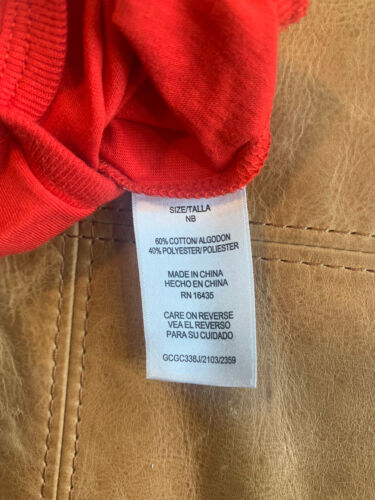 SIZE/TALLA
NB
60% COTTON/ ALGODON
40% POLYESTER/ POLIESTER
MADE IN CHINA
HECHO EN CHINA
RN 16435
CARE ON REVERSE
VEA EL REVERSO
PARA SU CUIDADO
GCGC338J/2103/2359